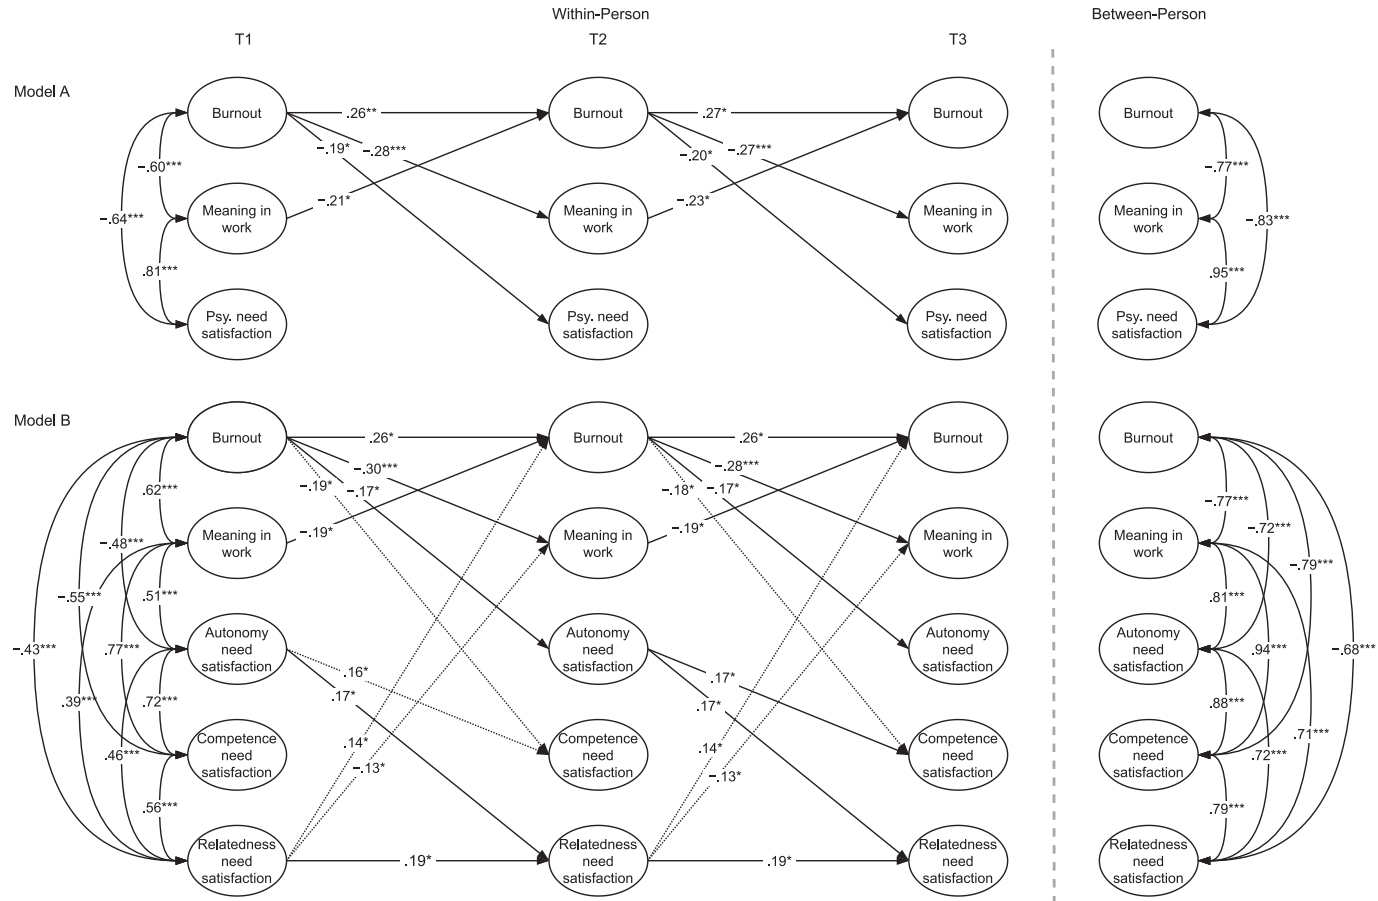 Within-Person
Between-Person
T1
T2
T3
Model A
Burnout
.26**
Burnout
.27*
Burnout
Burnout
−.19*
−.28***
−.20*
−.27***
−.60***
−.77***
−.64***
Meaning in
work
−.21*
Meaning in
work
−.23*
Meaning in
work
Meaning in
work
−.83***
.81***
.95***
Psy. need
satisfaction
Psy. need
satisfaction
Psy. need
satisfaction
Psy. need
satisfaction
Model B
Burnout
.26*
Burnout
.26*
Burnout
Burnout
−.30***
−.28***
−.19*
−.17*
−.18*
−.17*
.62***
−.77***
−.19*
−.19*
−.72***
−.48***
Meaning in
work
Meaning in
work
Meaning in
work
Meaning in
work
−.79***
−.55***
.51***
.81***
−.43***
.77***
Autonomy
need
satisfaction
Autonomy
need
satisfaction
Autonomy
need
satisfaction
Autonomy
need
satisfaction
.94***
−.68***
.16*
.17*
.17*
.17*
.39***
.72***
.88***
.46***
.14*
−.13*
.14*
−.13*
.71***
.72***
Competence
need
satisfaction
Competence
need
satisfaction
Competence
need
satisfaction
Competence
need
satisfaction
.56***
.79***
Relatedness
need
satisfaction
.19*
Relatedness
need
satisfaction
.19*
Relatedness
need
satisfaction
Relatedness
need
satisfaction